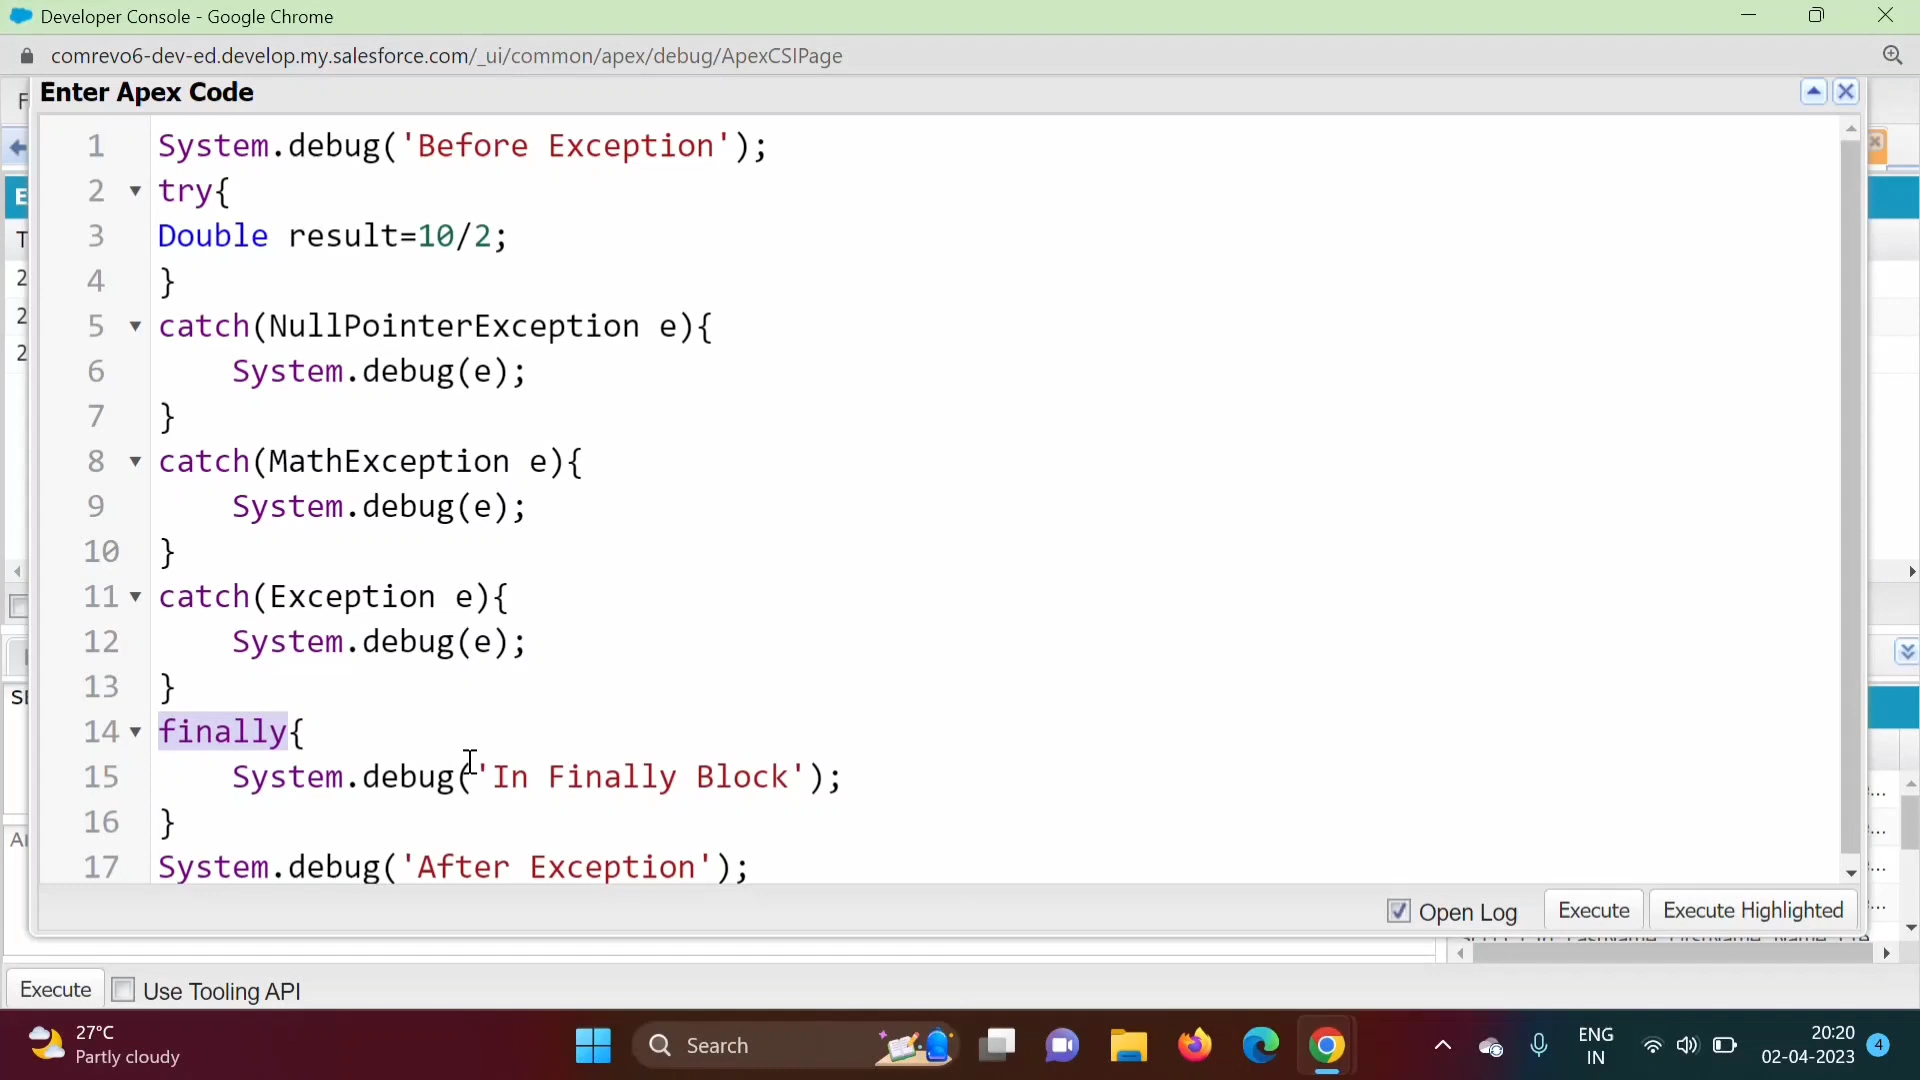 Developer Console - Google Chrome
comrevo6-dev-ed.develop.my.salesforce.com/_ui/common/apex/debug/ApexCSIPage
Enter Apex Code
1 System.debug('Before Exception');
2 try{
3 Double result=10/2;
4 }
5 catch(NullPointerException e){
6 System.debug(e);
7 }
8 catch(MathException e){
9 System.debug(e);
10 }
11 catch(Exception e){
12 System.debug(e);
13 }
14 finally{
15 System.debug('In Finally Block');
16 }
17 System.debug('After Exception');
Open Log Execute Execute Highlighted
Execute Use Tooling API
27°C
Partly cloudy
Search
ENG
IN
20:20
02-04-2023
4